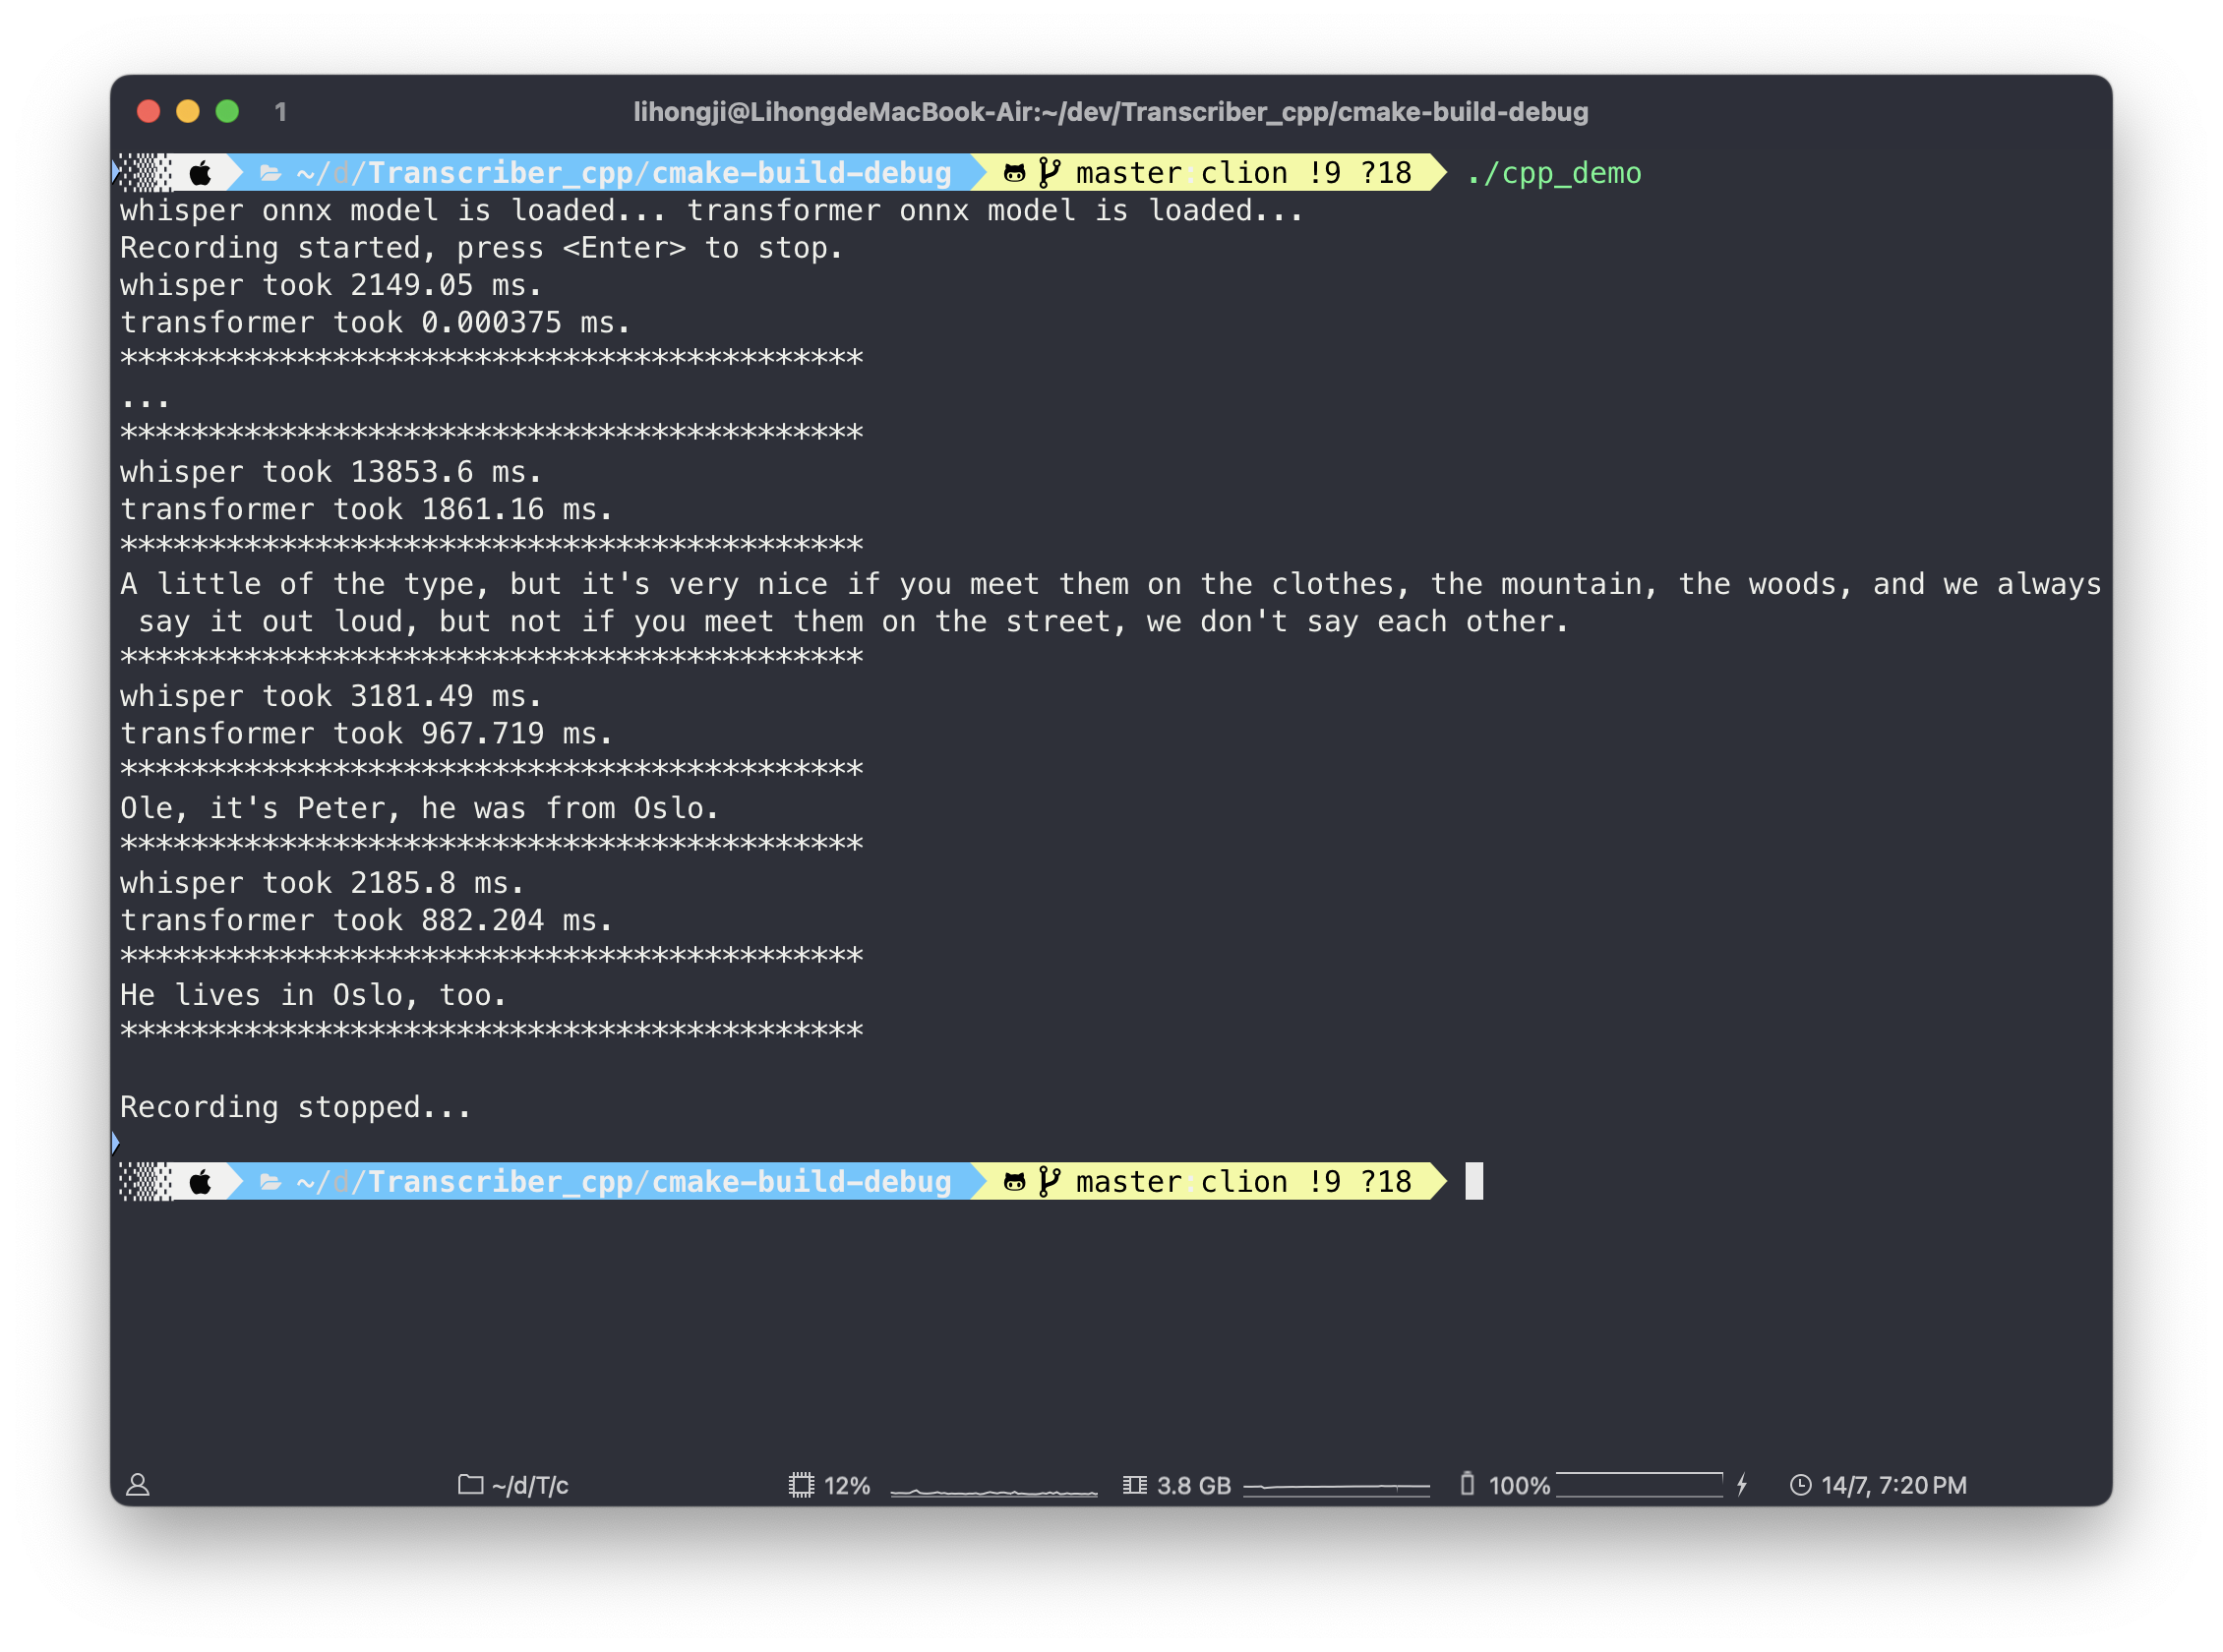 1 lihongji@LihongdeMacBook-Air:~/dev/Transcriber_cpp/cmake-build-debug
~/d/Transcriber_cpp/cmake-build-debug master clion !9 ?18 ./cpp_demo
whisper onnx model is loaded... transformer onnx model is loaded...
Recording started, press <Enter> to stop.
whisper took 2149.05 ms.
transformer took 0.000375 ms.
******************************************
...
******************************************
whisper took 13853.6 ms.
transformer took 1861.16 ms.
******************************************
A little of the type, but it's very nice if you meet them on the clothes, the mountain, the woods, and we always
say it out loud, but not if you meet them on the street, we don't say each other.
******************************************
whisper took 3181.49 ms.
transformer took 967.719 ms.
******************************************
Ole, it's Peter, he was from Oslo.
******************************************
whisper took 2185.8 ms.
transformer took 882.204 ms.
******************************************
He lives in Oslo, too.
******************************************
Recording stopped...
~/d/Transcriber_cpp/cmake-build-debug master clion !9 ?18
~/d/T/c 12% 3.8 GB 100% 14/7, 7:20 PM